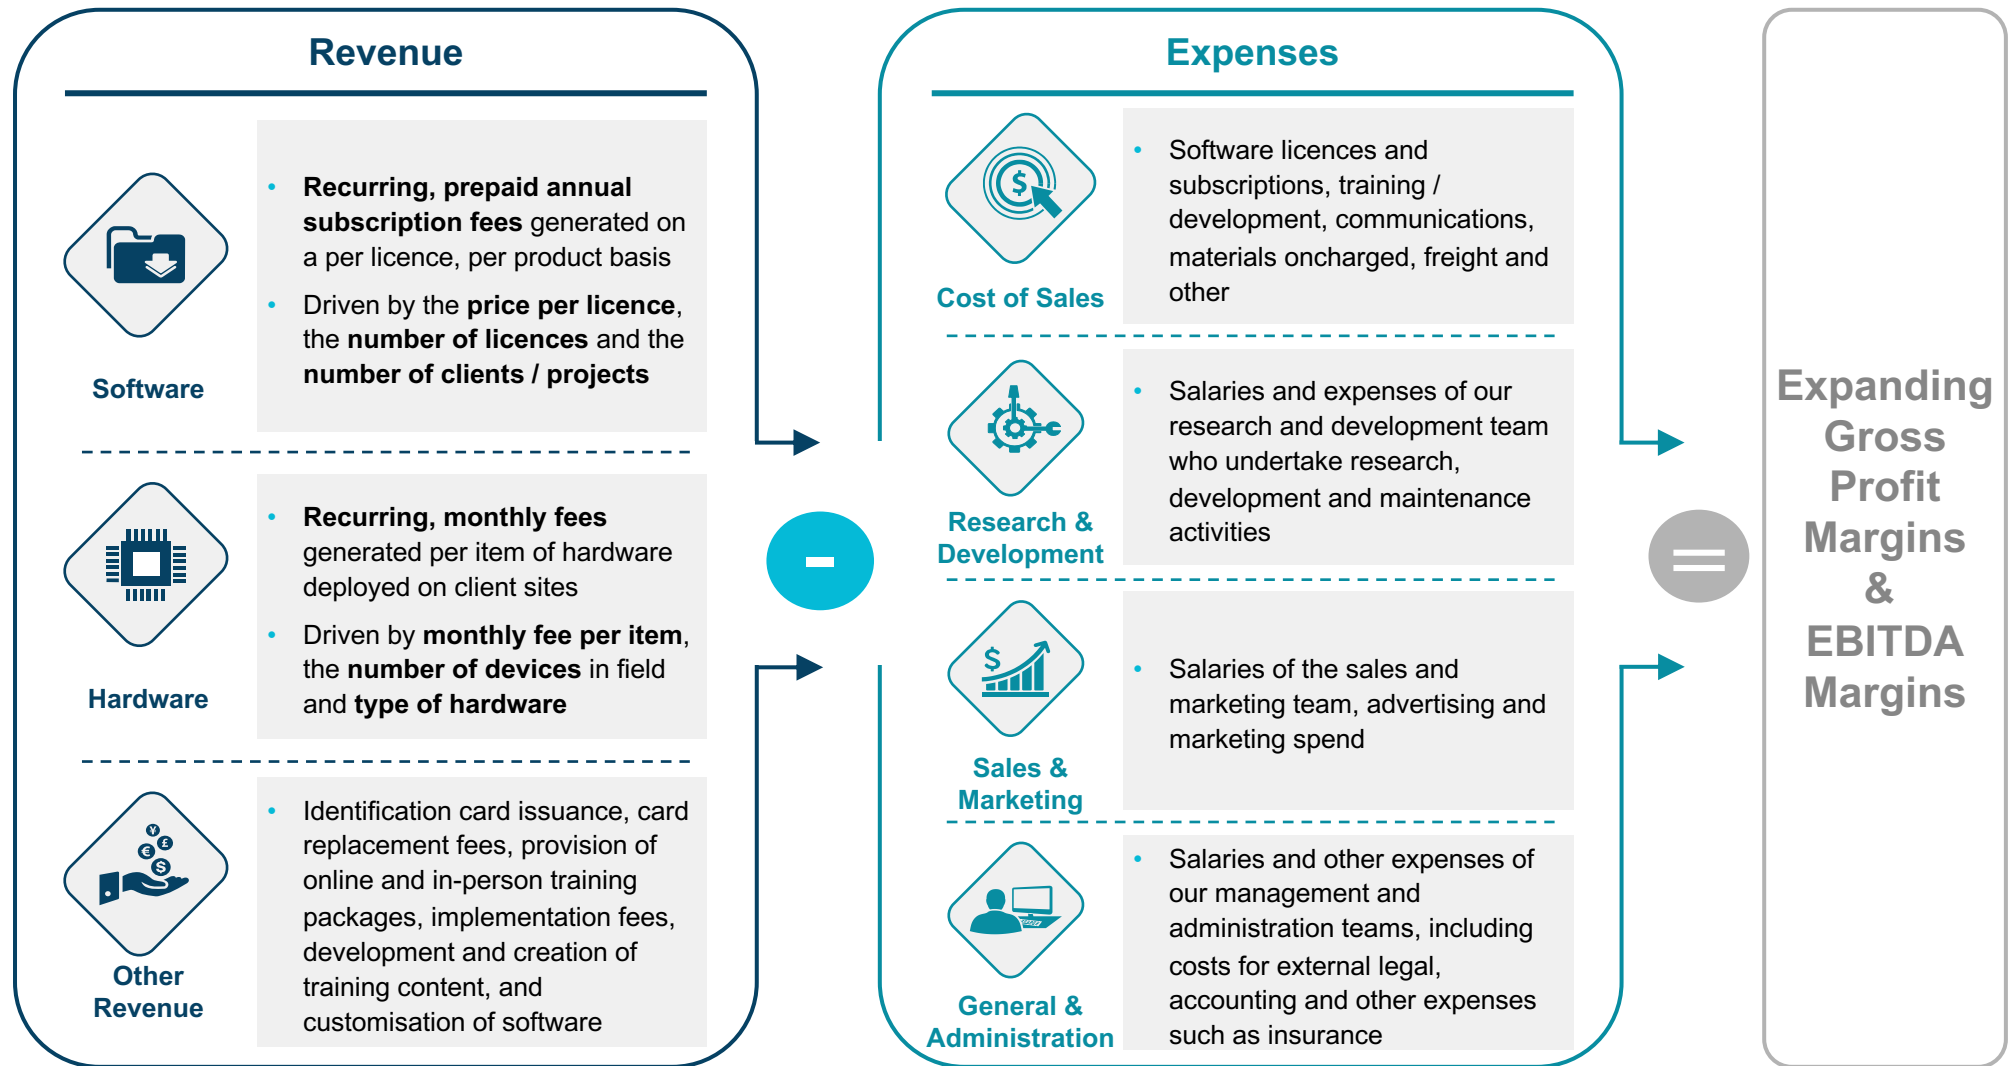 Revenue
Software
• Recurring, prepaid annual
subscription fees generated on
a per licence, per product basis
• Driven by the price per licence,
the number of licences and the
number of clients / projects
Hardware
• Recurring, monthly fees
generated per item of hardware
deployed on client sites
• Driven by monthly fee per item,
the number of devices in field
and type of hardware
Other
Revenue
• Identification card issuance, card
replacement fees, provision of
online and in-person training
packages, implementation fees,
development and creation of
training content, and
customisation of software
-
Expenses
Cost of Sales
• Software licences and
subscriptions, training /
development, communications,
materials oncharged, freight and
other
Research &
Development
• Salaries and expenses of our
research and development team
who undertake research,
development and maintenance
activities
Sales &
Marketing
• Salaries of the sales and
marketing team, advertising and
marketing spend
General &
Administration
• Salaries and other expenses of
our management and
administration teams, including
costs for external legal,
accounting and other expenses
such as insurance
=
Expanding
Gross
Profit
Margins
&
EBITDA
Margins